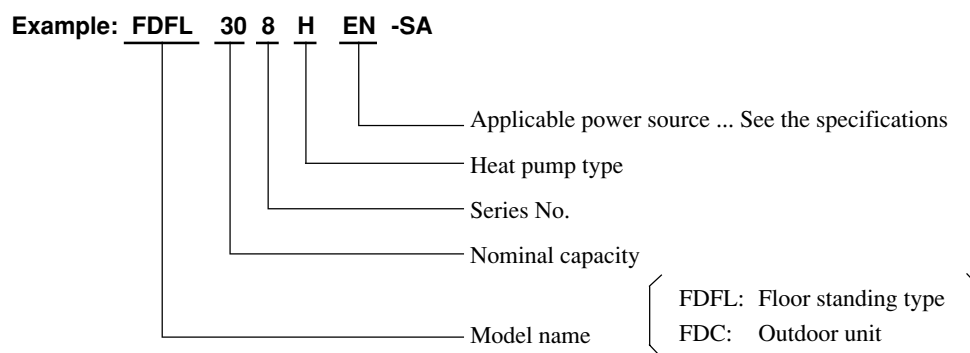 Example: FDFL 30 8 H EN -SA
Applicable power source ... See the specifications
Heat pump type
Series No.
Nominal capacity
Model name
FDFL: Floor standing type
FDC: Outdoor unit